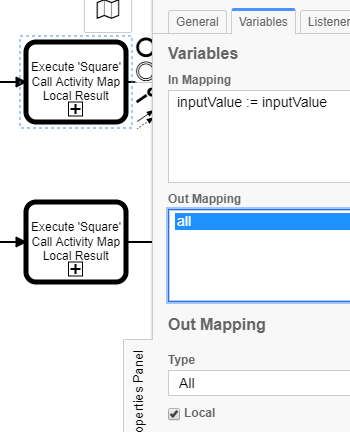 Execute 'Square'
Call Activity Map
Local Result
Execute 'Square'
Call Activity Map
Local Result
General
Variables
Listener
Variables
In Mapping
inputValue := inputValue
Out Mapping
all
Out Mapping
Type
All
Local
operties Panel